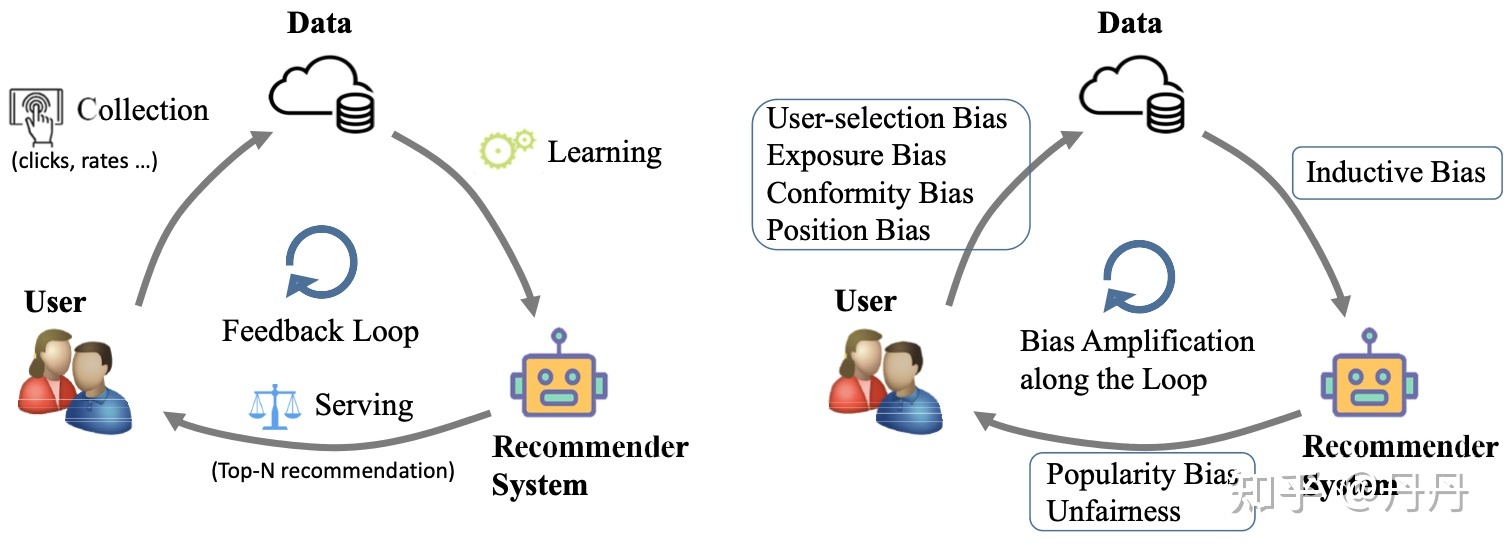 Data
Collection
(clicks, rates ...)
Learning
User
Feedback Loop
Serving
(Top-N recommendation)
Recommender
System
Data
User-selection Bias
Exposure Bias
Conformity Bias
Position Bias
Inductive Bias
User
Bias Amplification
along the Loop
Recommender
System
Popularity Bias
Unfairness
知乎 @丹丹